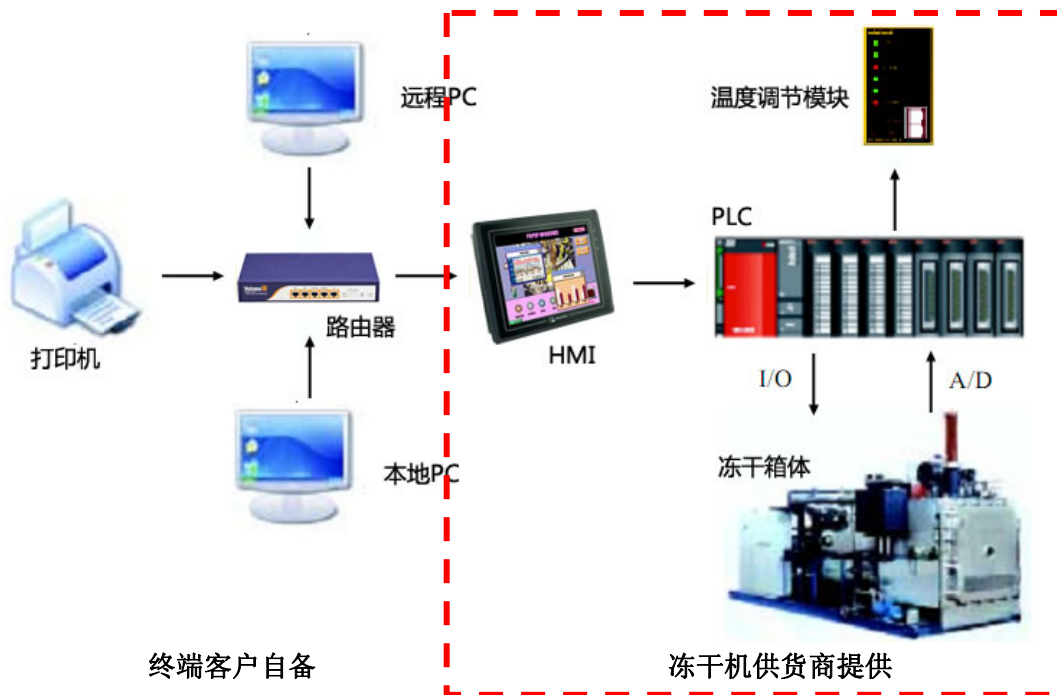 远程PC
温度调节模块
PLC
路由器
HMI
打印机
I/O
A/D
本地PC
冻干箱体
终端客户自备
冻干机供货商提供